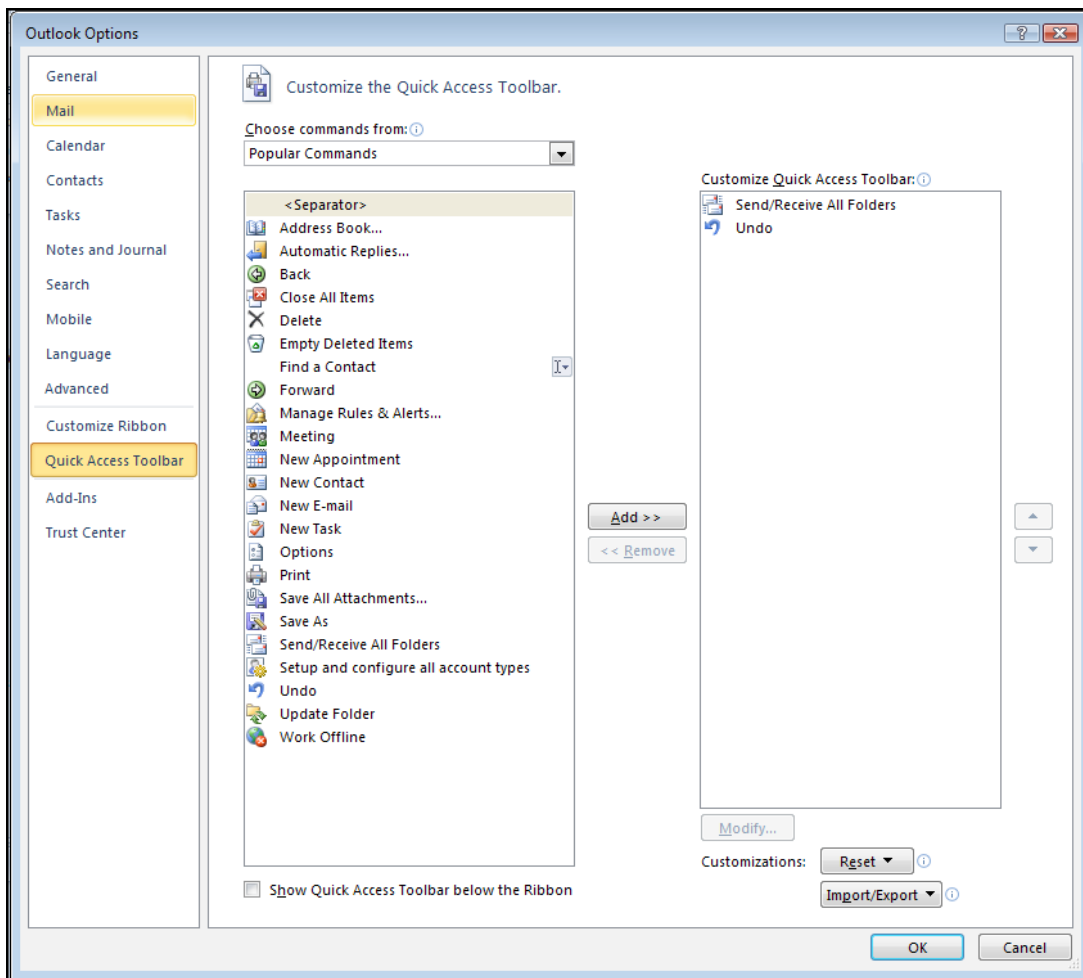 Outlook Options
General
Mail
Calendar
Contacts
Tasks
Notes and Journal
Search
Mobile
Language
Advanced
Customize Ribbon
Quick Access Toolbar
Add-Ins
Trust Center
Customize the Quick Access Toolbar.
Choose commands from:
Popular Commands
<Separator>
Address Book...
Automatic Replies...
Back
Close All Items
Delete
Empty Deleted Items
Find a Contact
Forward
Manage Rules & Alerts...
Meeting
New Appointment
New Contact
New E-mail
New Task
Options
Print
Save All Attachments...
Save As
Send/Receive All Folders
Setup and configure all account types
Undo
Update Folder
Work Offline
Show Quick Access Toolbar below the Ribbon
Add >>
<< Remove
Customize Quick Access Toolbar:
Send/Receive All Folders
Undo
Modify...
Customizations:
Reset
Import/Export
OK
Cancel